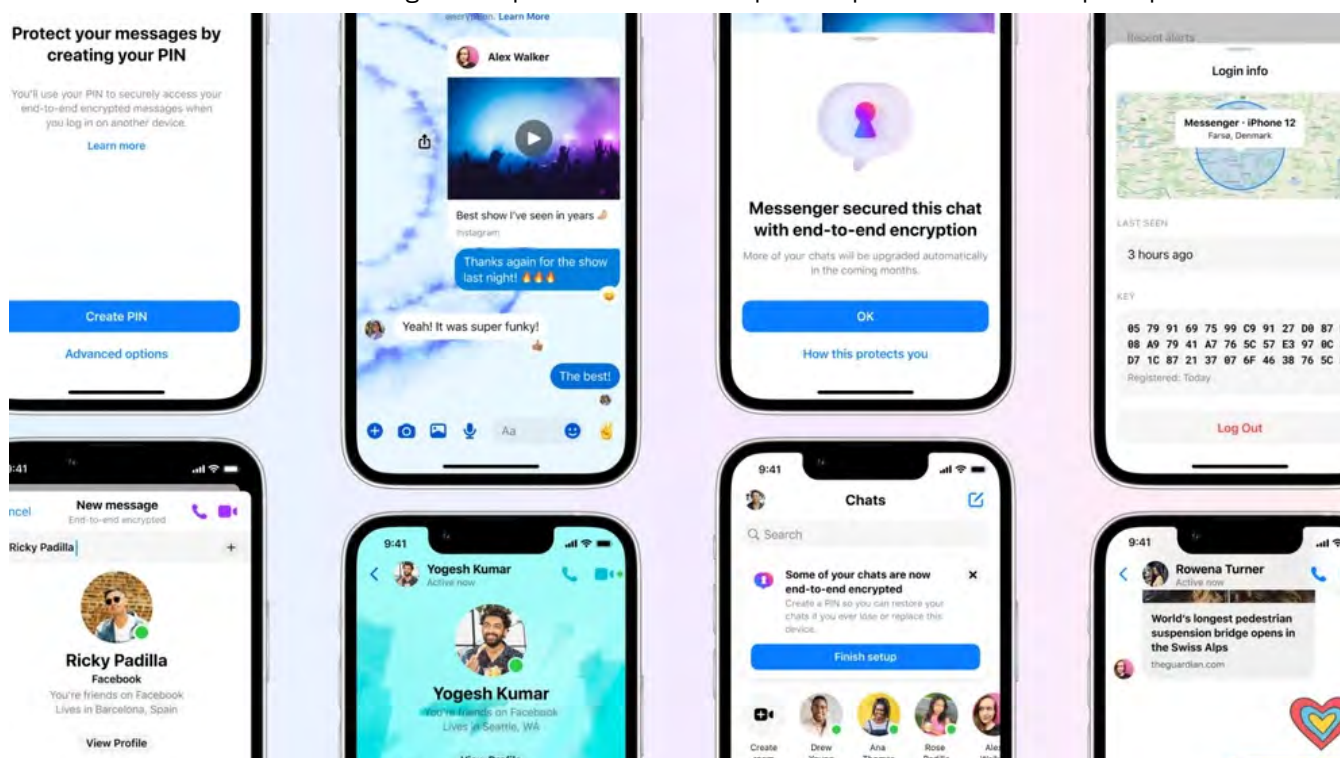 Protect your messages by
creating your PIN
You'll use your PIN to securely access your
end-to-end encrypted messages when
you log in on another device.
Learn more
Create PIN
Advanced options
encryption. Learn More
Alex Walker
Best show I've seen in years
Instagram
Thanks again for the show
last night! 🔥🔥🔥
Yeah! It was super funky!
The best!
Aa
Messenger secured this chat
with end-to-end encryption
More of your chats will be upgraded automatically
in the coming months.
OK
How this protects you
Recent alerts
Login info
Messenger · iPhone 12
Farsø, Denmark
LAST SEEN
3 hours ago
KEY
05 79 91 69 75 99 C9 91 27 D0 87
08 A9 79 41 A7 76 5C 57 E3 97 0C
D7 1C 87 21 37 07 6F 46 38 76 5C
Registered: Today
Log Out
9:41
ncel
New message
End-to-end encrypted
Ricky Padilla
Ricky Padilla
Facebook
You're friends on Facebook
Lives in Barcelona, Spain
View Profile
9:41
Yogesh Kumar
Active now
Yogesh Kumar
You're friends on Facebook
Lives in Seattle, WA
9:41
Chats
Search
Some of your chats are now
end-to-end encrypted
Create a PIN so you can restore your
chats if you ever lose or replace this
device.
Finish setup
Create
Drew
Ana
Rose
Ale
9:41
Rowena Turner
Active now
World's longest pedestrian
suspension bridge opens in
the Swiss Alps
theguardian.com